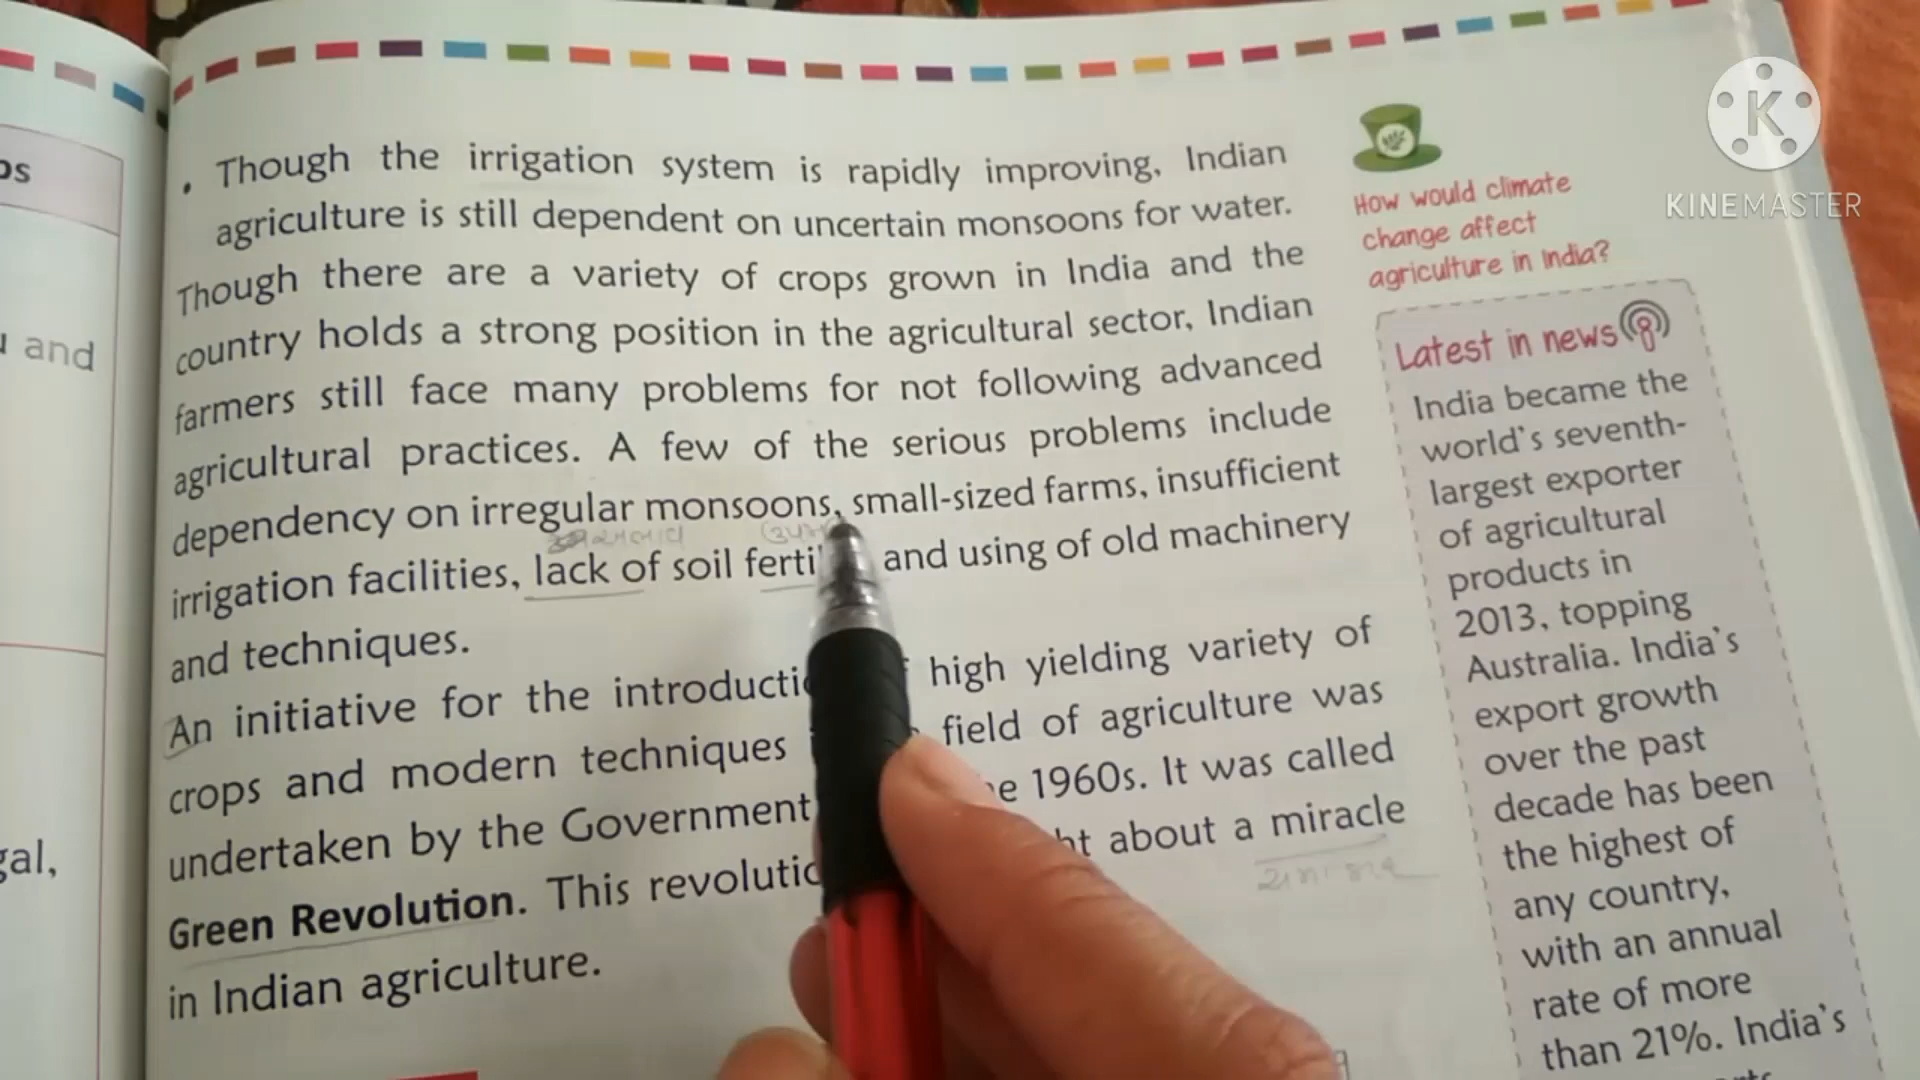 ps
u and
gal,
. Though the irrigation system is rapidly improving, Indian
agriculture is still dependent on uncertain monsoons for water.
Though there are a variety of crops grown in India and the
country holds a strong position in the agricultural sector, Indian
farmers still face many problems for not following advanced
agricultural practices. A few of the serious problems include
dependency on irregular monsoons, small-sized farms, insufficient
irrigation facilities, lack of soil ferti and using of old machinery
and techniques.
An initiative for the introducti high yielding variety of
crops and modern techniques field of agriculture was
undertaken by the Government e 1960s. It was called
Green Revolution. This revolutio ht about a miracle
in Indian agriculture.
How would climate
change affect
agriculture in India?
Latest in news
India became the
world's seventh-
largest exporter
of agricultural
products in
2013, topping
Australia. India's
export growth
over the past
decade has been
the highest of
any country,
with an annual
rate of more
than 21%. India's
K
KINEMASTER